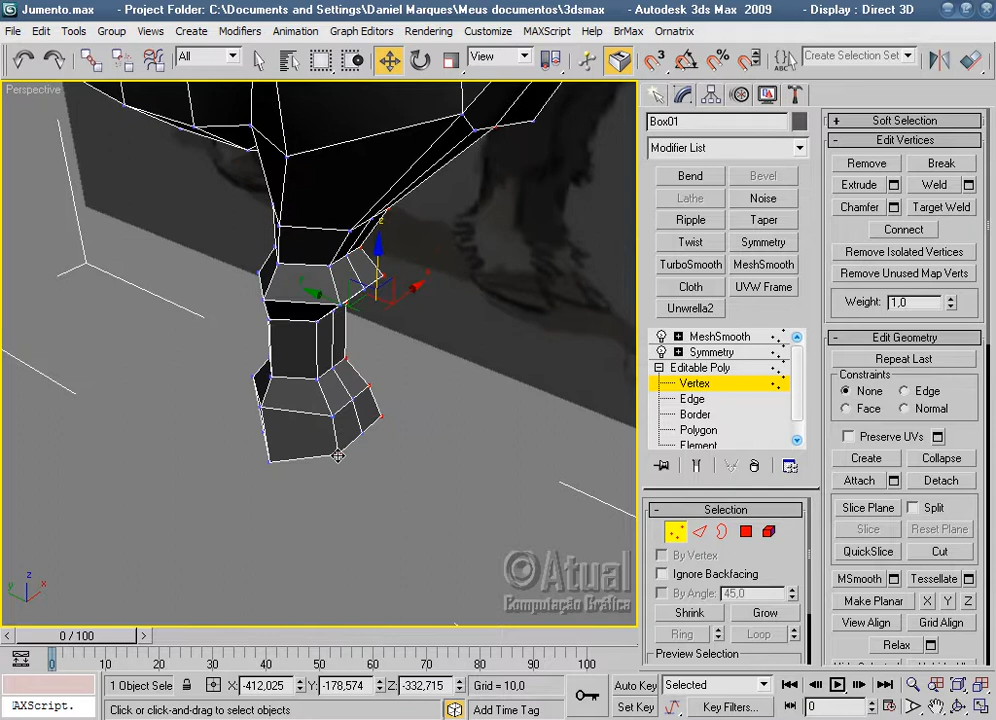 Jumento.max - Project Folder: C:\Documents and Settings\Daniel Marques\Meus documentos\3dsmax - Autodesk 3ds Max 2009 - Display : Direct 3D
File Edit Tools Group Views Create Modifiers Animation Graph Editors Rendering Customize MAXScript Help BrMax Ornatrix
All View Create Selection Set
Perspective
Box01
Modifier List
Bend Bevel
Lathe Noise
Ripple Taper
Twist Symmetry
TurboSmooth MeshSmooth
Cloth UVW Frame
Unwrella2
MeshSmooth
Symmetry
Editable Poly
Vertex
Edge
Border
Polygon
Element
Selection
By Vertex
Ignore Backfacing
By Angle: 45,0
Shrink Grow
Ring Loop
Preview Selection
Soft Selection
Edit Vertices
Remove Break
Extrude Weld
Chamfer Target Weld
Connect
Remove Isolated Vertices
Remove Unused Map Verts
Weight: 1,0
Edit Geometry
Repeat Last
Constraints
None Edge
Face Normal
Preserve UVs
Create Collapse
Attach Detach
Slice Plane Split
Slice Reset Plane
QuickSlice Cut
MSmooth Tessellate
Make Planar X Y Z
View Align Grid Align
Relax
z
x
y
z
x
©Atual
Computação Gráfica
0 / 100
0 10 20 30 40 50 60 70 80 90 100
1 Object Sele X: -412,025 Y: -178,574 Z: -332,715 Grid = 10,0 Auto Key Selected
AXScript. Click or click-and-drag to select objects Add Time Tag Set Key Key Filters... 0